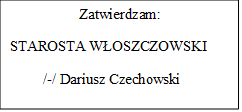 Zatwierdzam:
STAROSTA WŁOSZCZOWSKI
/-/ Dariusz Czechowski